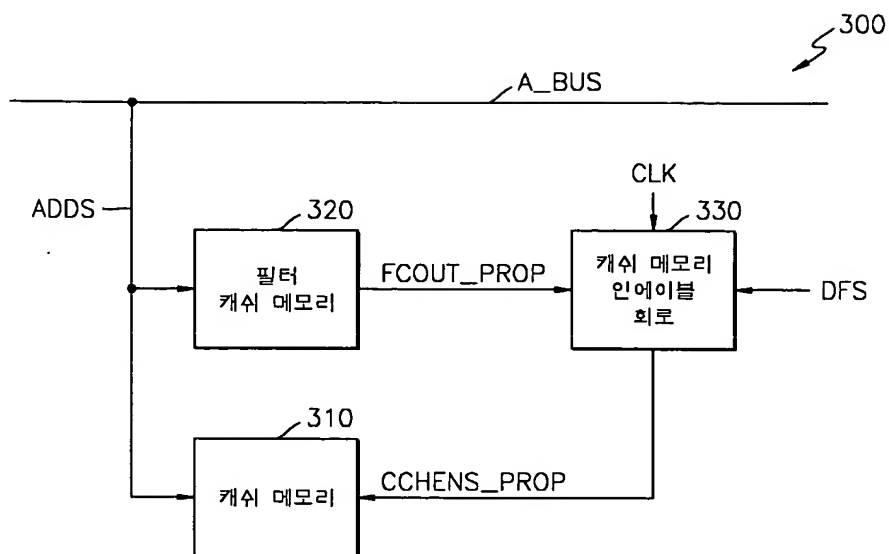 300
A_BUS
CLK
ADDS
320
330
필터
캐쉬 메모리
FCOUT_PROP
캐쉬 메모리
인에이블
회로
DFS
310
캐쉬 메모리
CCHENS_PROP